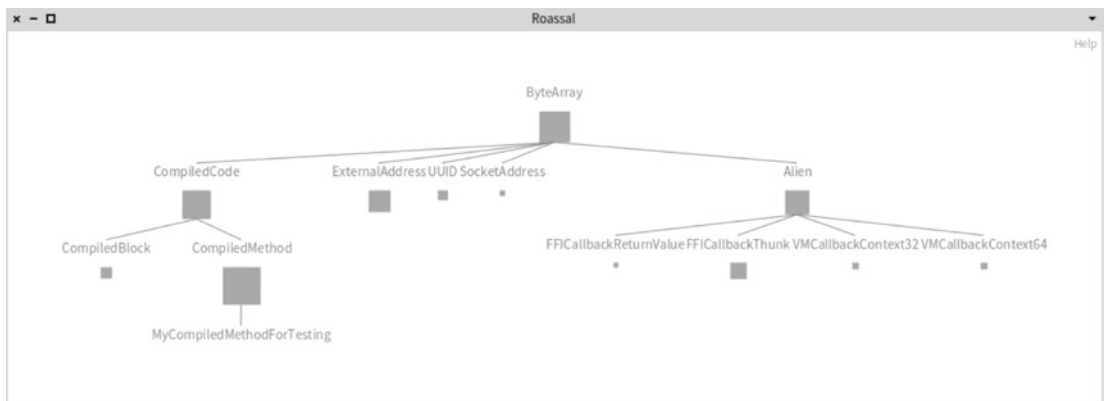 Roassal
Help
ByteArray
CompiledCode ExternalAddress UUID SocketAddress Alien
CompiledBlock CompiledMethod FFICallbackReturnValue FFICallbackThunk VMCallbackContext32 VMCallbackContext64
MyCompiledMethodForTesting